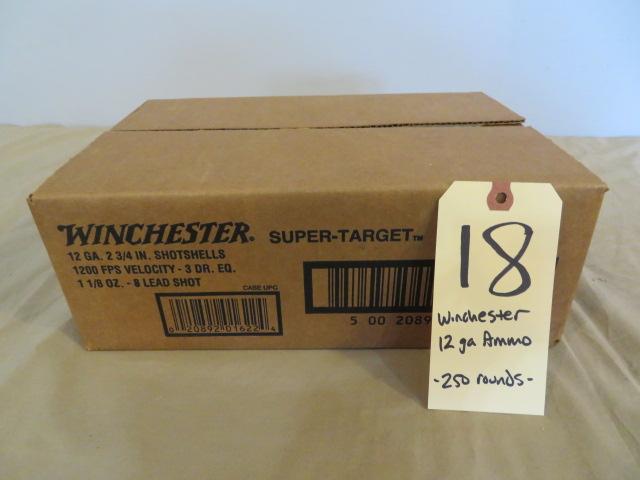 WINCHESTER® SUPER-TARGET™
12 GA. 2 3/4 IN. SHOTSHELLS
1200 FPS VELOCITY - 3 DR. EQ.
1 1/8 OZ. - 8 LEAD SHOT
CASE UPC
0 20892 01622 4
5 00 2089
18
Winchester
12 ga Ammo
- 250 rounds -